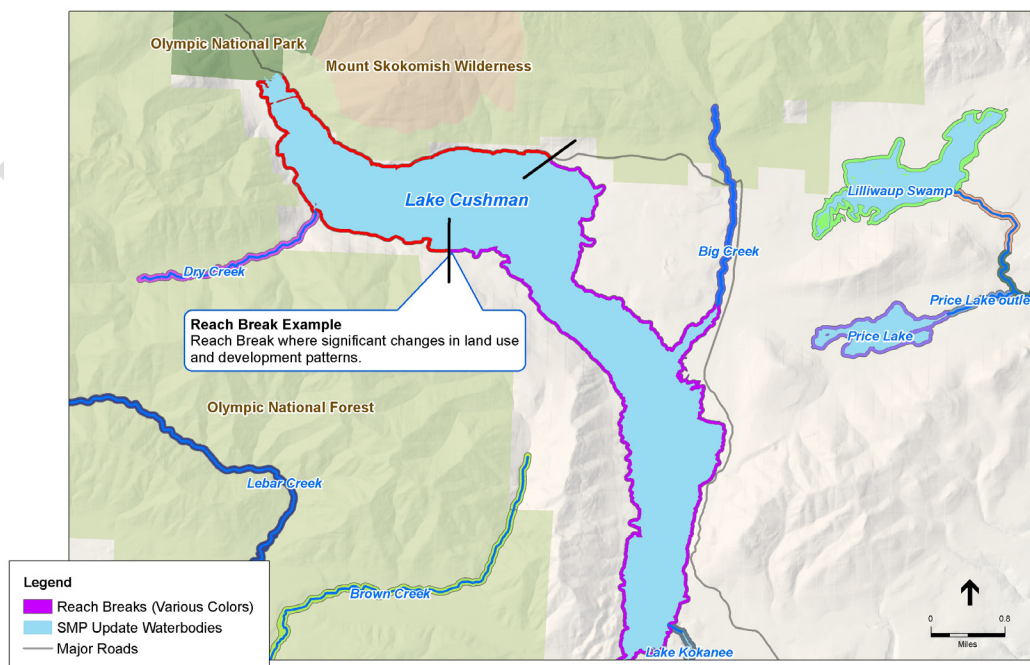 Olympic National Park
Mount Skokomish Wilderness
Lake Cushman
Lilliwaup Swamp
Big Creek
Dry Creek
Price Lake outle
Price Lake
Reach Break Example
Reach Break where significant changes in land use
and development patterns.
Olympic National Forest
Lebar Creek
Brown Creek
Lake Kokanee
Legend
Reach Breaks (Various Colors)
SMP Update Waterbodies
Major Roads
0 0.8
Miles